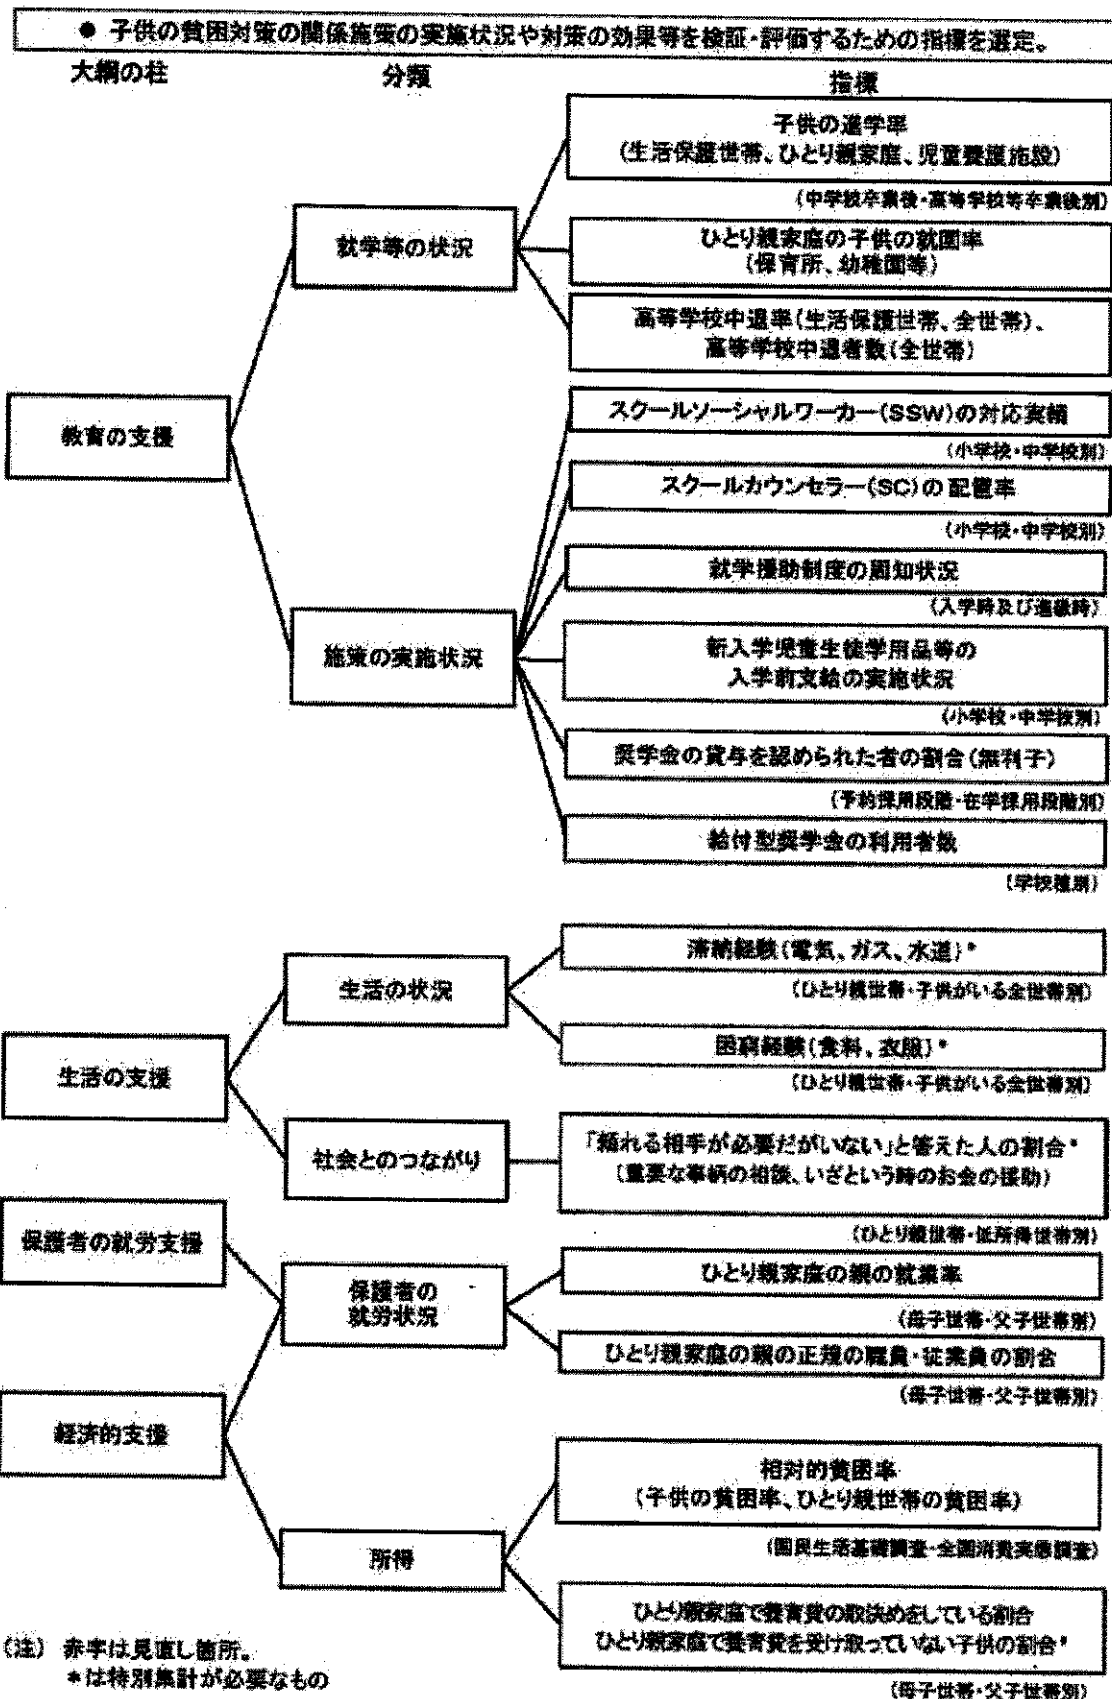 ● 子供の貧困対策の関係施策の実施状況や対策の効果等を検証・評価するための指標を選定。
大綱の柱
分類
指標
教育の支援
就学等の状況
子供の進学率
(生活保護世帯、ひとり親家庭、児童養護施設)
(中学校卒業後・高等学校等卒業後別)
ひとり親家庭の子供の就園率
(保育所、幼稚園等)
高等学校中退率(生活保護世帯、全世帯)、
高等学校中退者数(全世帯)
施策の実施状況
スクールソーシャルワーカー(SSW)の対応実績
(小学校・中学校別)
スクールカウンセラー(SC)の配置率
(小学校・中学校別)
就学援助制度の周知状況
(入学時及び進級時)
新入学児童生徒学用品等の
入学前支給の実施状況
(小学校・中学校別)
奨学金の貸与を認められた者の割合(無利子)
(予約採用段階・在学採用段階別)
給付型奨学金の利用者数
(学校種別)
生活の支援
生活の状況
滞納経験(電気、ガス、水道)*
(ひとり親世帯・子供がいる全世帯別)
困窮経験(食料、衣服)*
(ひとり親世帯・子供がいる全世帯別)
社会とのつながり
「頼れる相手が必要だがいない」と答えた人の割合*
(重要な事柄の相談、いざという時のお金の援助)
(ひとり親世帯・低所得世帯別)
保護者の就労支援
保護者の
就労状況
ひとり親家庭の親の就業率
(母子世帯・父子世帯別)
ひとり親家庭の親の正規の職員・従業員の割合
(母子世帯・父子世帯別)
経済的支援
所得
相対的貧困率
(子供の貧困率、ひとり親世帯の貧困率)
(国民生活基礎調査・全国消費実態調査)
ひとり親家庭で養育費の取決めをしている割合
ひとり親家庭で養育費を受け取っていない子供の割合*
(母子世帯・父子世帯別)
(注) 赤字は見直し箇所。
*は特別集計が必要なもの